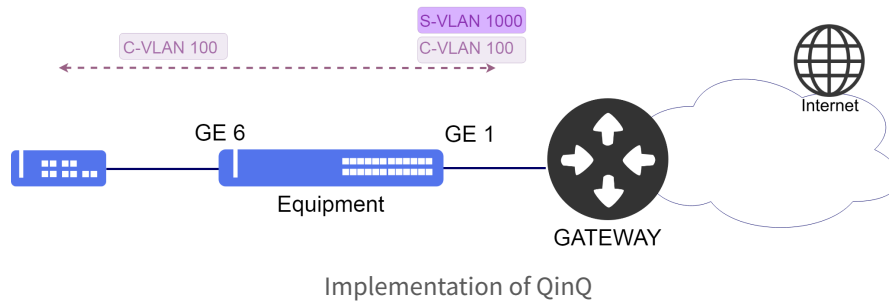 S-VLAN 1000
C-VLAN 100
C-VLAN 100
Internet
GE 6
GE 1
Equipment
GATEWAY
Implementation of QinQ